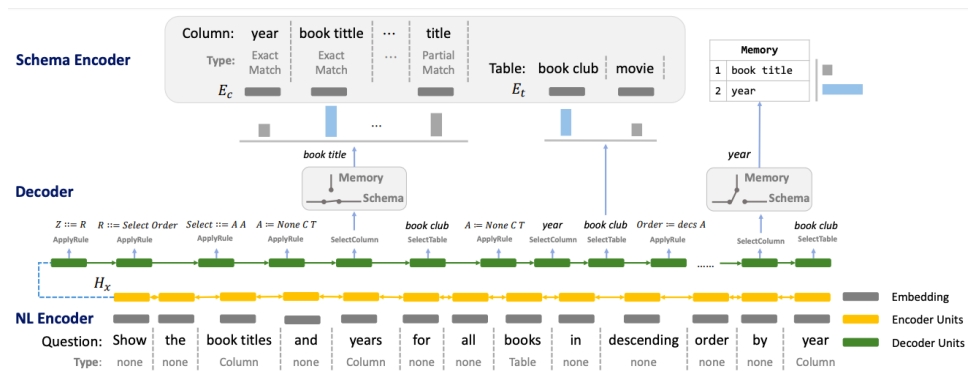 Column: year book tittle ... title
Schema Encoder
Type: Exact Match Exact Match ... Partial Match
Table: book club movie
E_c E_t
Memory
1 book title
2 year
...
book title
year
Memory
Schema
Memory
Schema
Decoder
Z ::= R R ::= Select Order Select ::= A A A ::= None C T book club A ≔ None C T year book club Order ≔ decs A book club
ApplyRule ApplyRule ApplyRule ApplyRule SelectColumn SelectTable ApplyRule SelectColumn SelectTable ApplyRule SelectColumn SelectTable
......
H_x
Embedding
NL Encoder
Encoder Units
Question: Show the book titles and years for all books in descending order by year
Decoder Units
Type: none none Column none Column none none Table none none none none Column